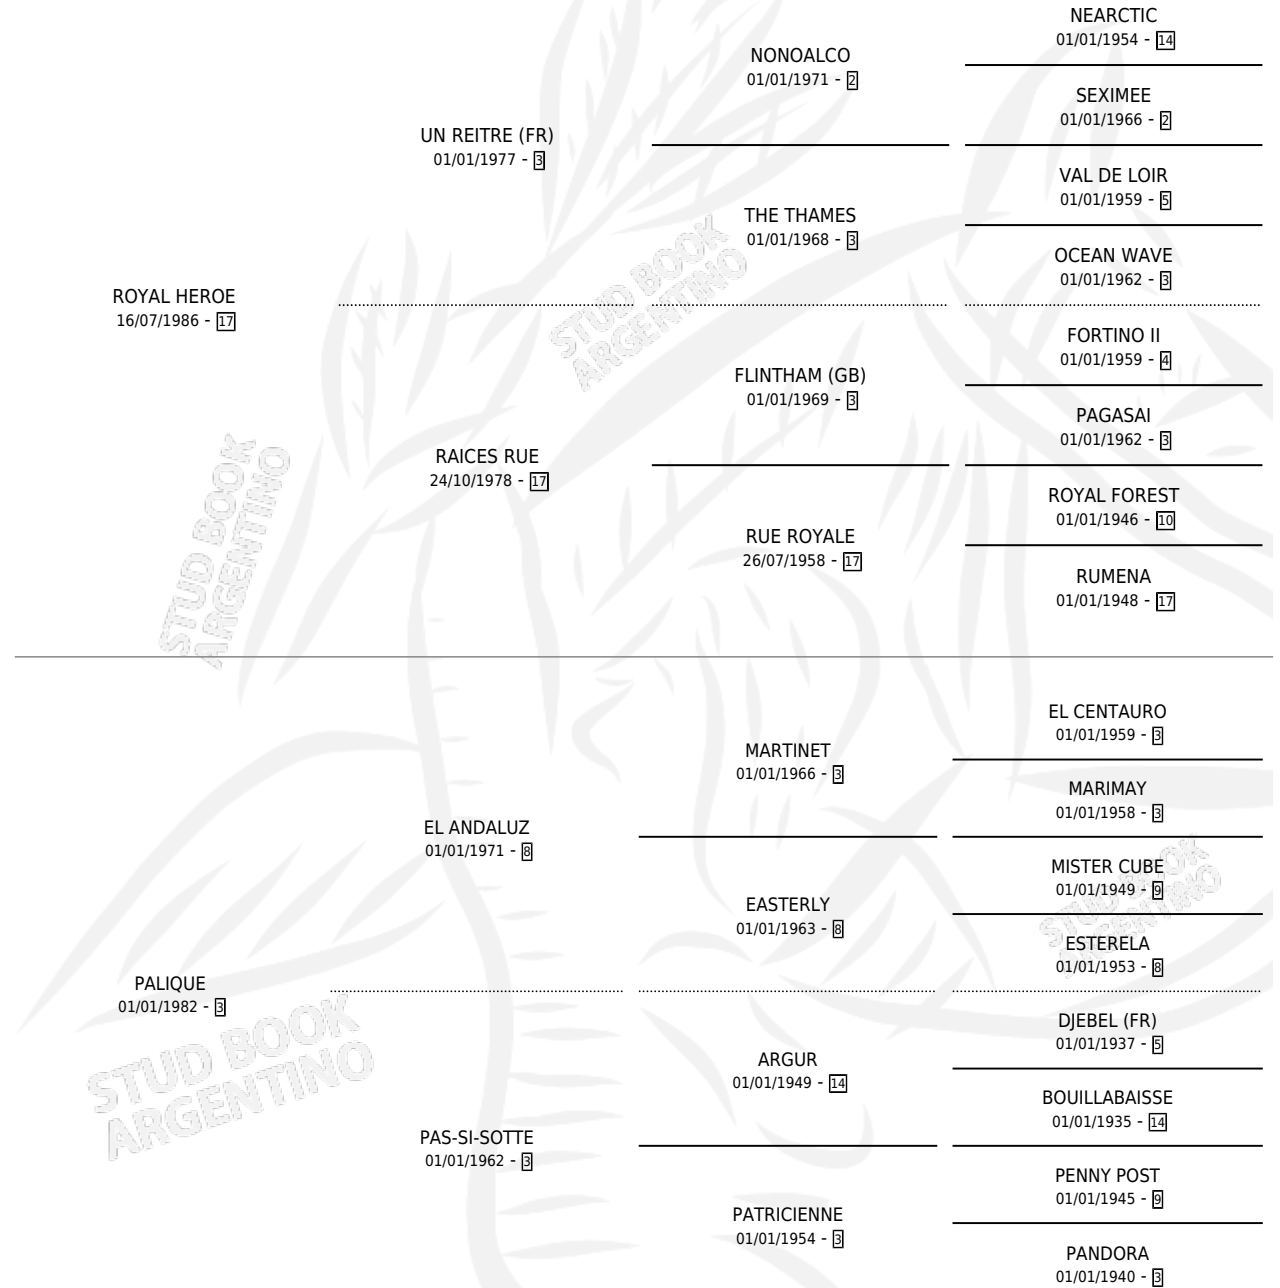 NEARCTIC
01/01/1954 - 14
NONOALCO
01/01/1971 - 2
SEXIMEE
01/01/1966 - 2
UN REITRE (FR)
01/01/1977 - 3
VAL DE LOIR
01/01/1959 - 5
THE THAMES
01/01/1968 - 3
OCEAN WAVE
01/01/1962 - 3
ROYAL HEROE
16/07/1986 - 17
FORTINO II
01/01/1959 - 4
FLINTHAM (GB)
01/01/1969 - 3
PAGASAI
01/01/1962 - 3
RAICES RUE
24/10/1978 - 17
ROYAL FOREST
01/01/1946 - 10
RUE ROYALE
26/07/1958 - 17
RUMENA
01/01/1948 - 17
EL CENTAURO
01/01/1959 - 3
MARTINET
01/01/1966 - 3
MARIMAY
01/01/1958 - 3
EL ANDALUZ
01/01/1971 - 8
MISTER CUBE
01/01/1949 - 9
EASTERLY
01/01/1963 - 8
ESTERELA
01/01/1953 - 8
PALIQUE
01/01/1982 - 3
DJEBEL (FR)
01/01/1937 - 5
ARGUR
01/01/1949 - 14
BOUILLABAISSE
01/01/1935 - 14
PAS-SI-SOTTE
01/01/1962 - 3
PENNY POST
01/01/1945 - 9
PATRICIENNE
01/01/1954 - 3
PANDORA
01/01/1940 - 3
STUD BOOK
ARGENTINO
STUD BOOK
ARGENTINO
STUD BOOK
ARGENTINO
STUD BOOK
ARGENTINO